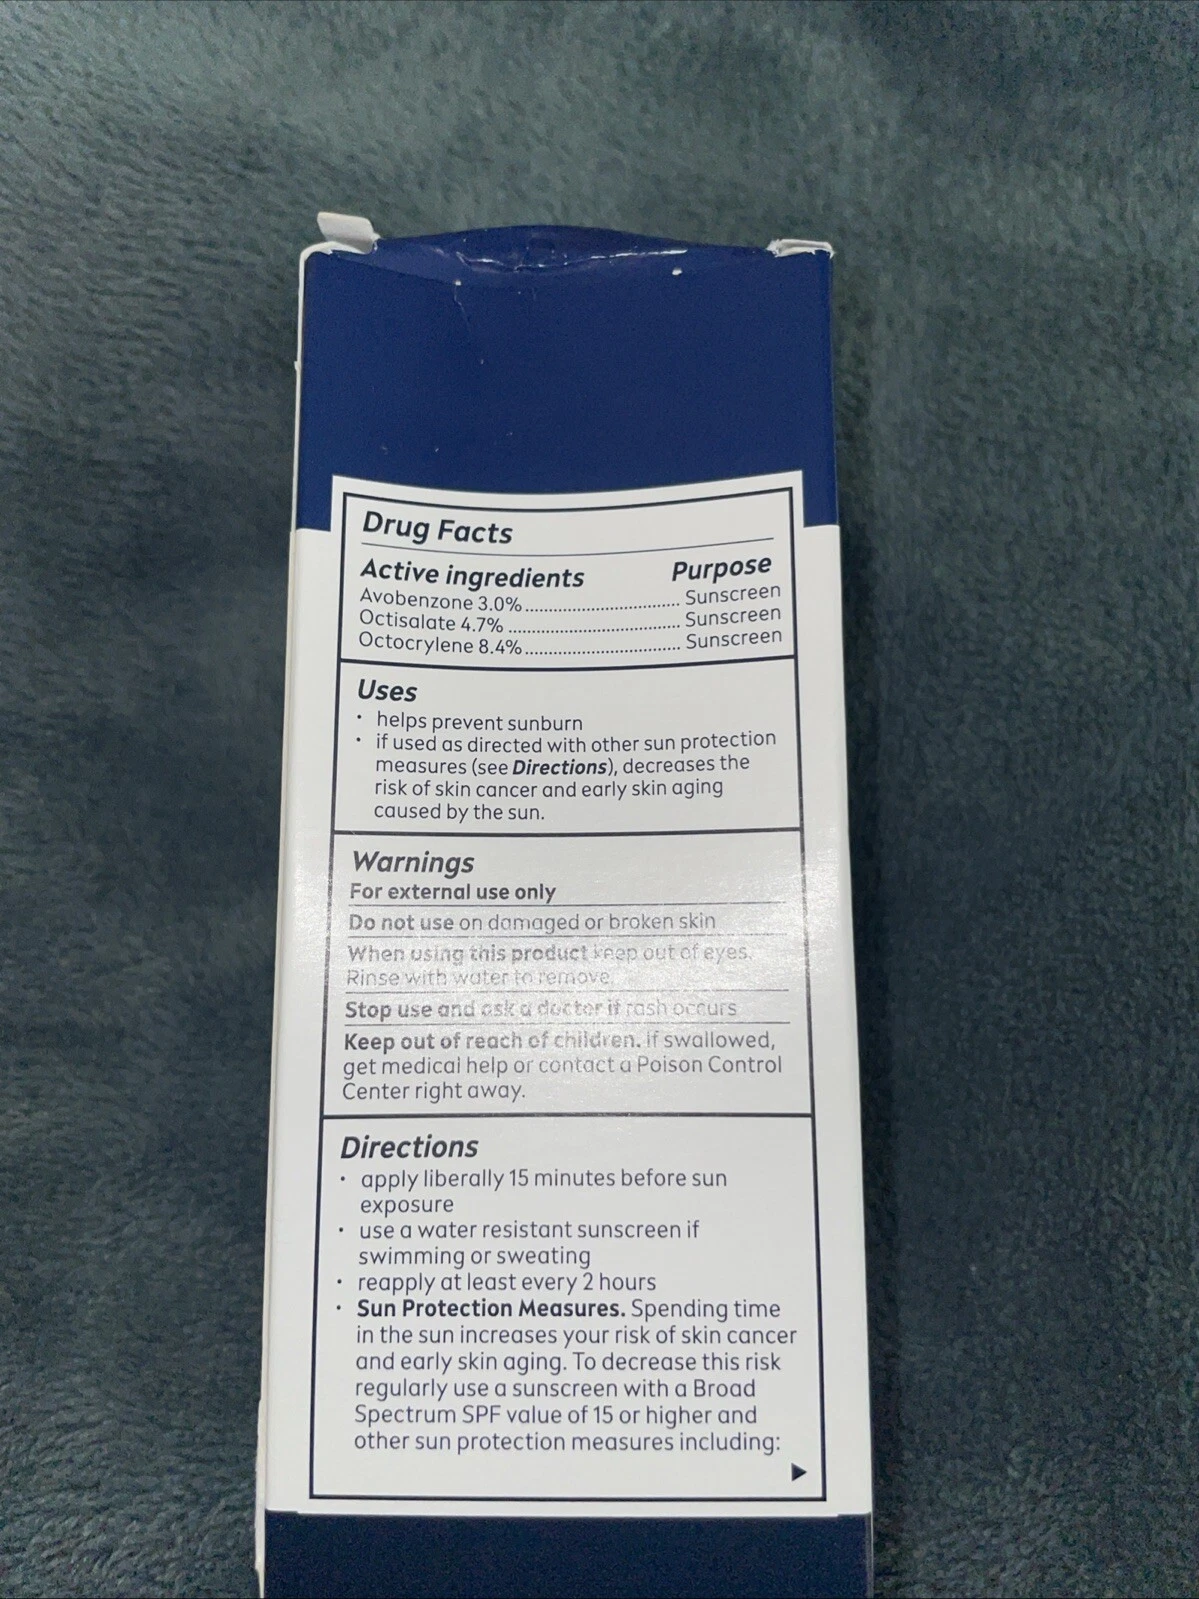 Drug Facts
Active ingredients Purpose
Avobenzone 3.0%............................. Sunscreen
Octisalate 4.7% ............................... Sunscreen
Octocrylene 8.4%............................. Sunscreen
Uses
• helps prevent sunburn
• if used as directed with other sun protection
measures (see Directions), decreases the
risk of skin cancer and early skin aging
caused by the sun.
Warnings
For external use only
Do not use on damaged or broken skin
When using this product keep out of eyes.
Rinse with water to remove.
Stop use and ask a doctor if rash occurs
Keep out of reach of children. If swallowed,
get medical help or contact a Poison Control
Center right away.
Directions
• apply liberally 15 minutes before sun
exposure
• use a water resistant sunscreen if
swimming or sweating
• reapply at least every 2 hours
• Sun Protection Measures. Spending time
in the sun increases your risk of skin cancer
and early skin aging. To decrease this risk
regularly use a sunscreen with a Broad
Spectrum SPF value of 15 or higher and
other sun protection measures including: